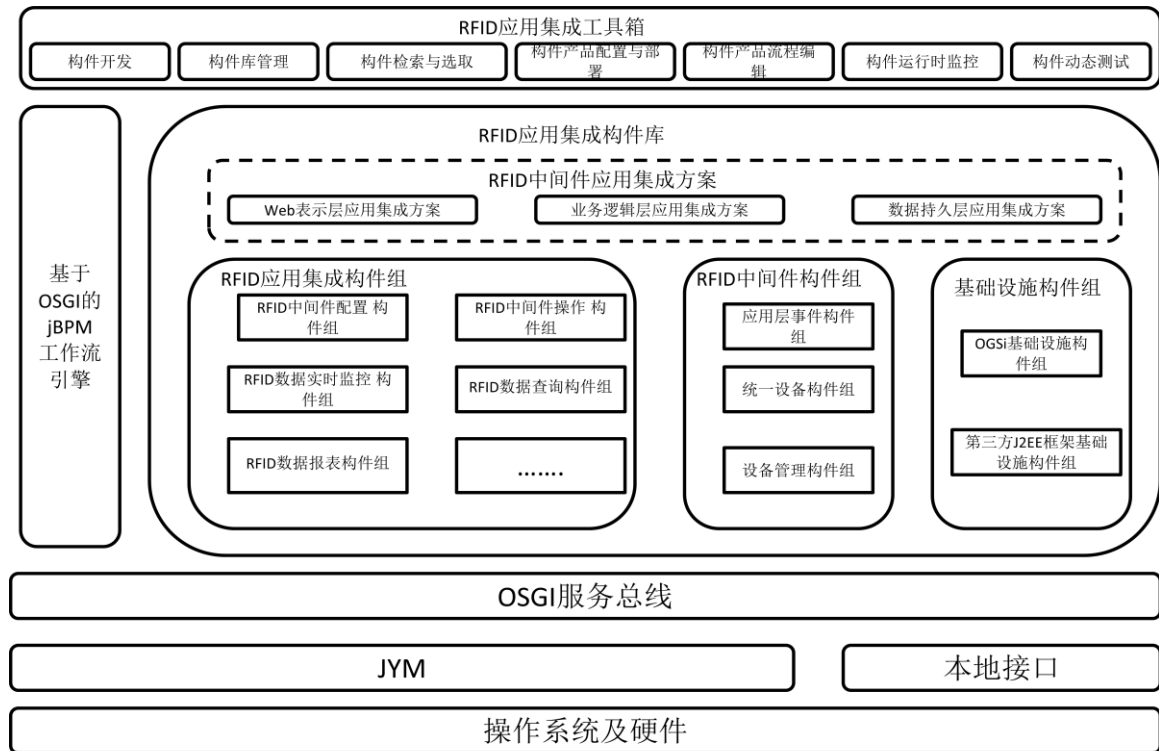 RFID应用集成工具箱
构件开发
构件库管理
构件检索与选取
构件产品配置与部
署
构件产品流程编
辑
构件运行时监控
构件动态测试
基于
OSGI的
jBPM
工作流
引擎
RFID应用集成构件库
RFID中间件应用集成方案
Web表示层应用集成方案
业务逻辑层应用集成方案
数据持久层应用集成方案
RFID应用集成构件组
RFID中间件配置 构
件组
RFID中间件操作 构
件组
RFID数据实时监控 构
件组
RFID数据查询构件组
RFID数据报表构件组
…….
RFID中间件构件组
应用层事件构件
组
统一设备构件组
设备管理构件组
基础设施构件组
OGSi基础设施构
件组
第三方J2EE框架基础
设施构件组
OSGI服务总线
JYM
本地接口
操作系统及硬件